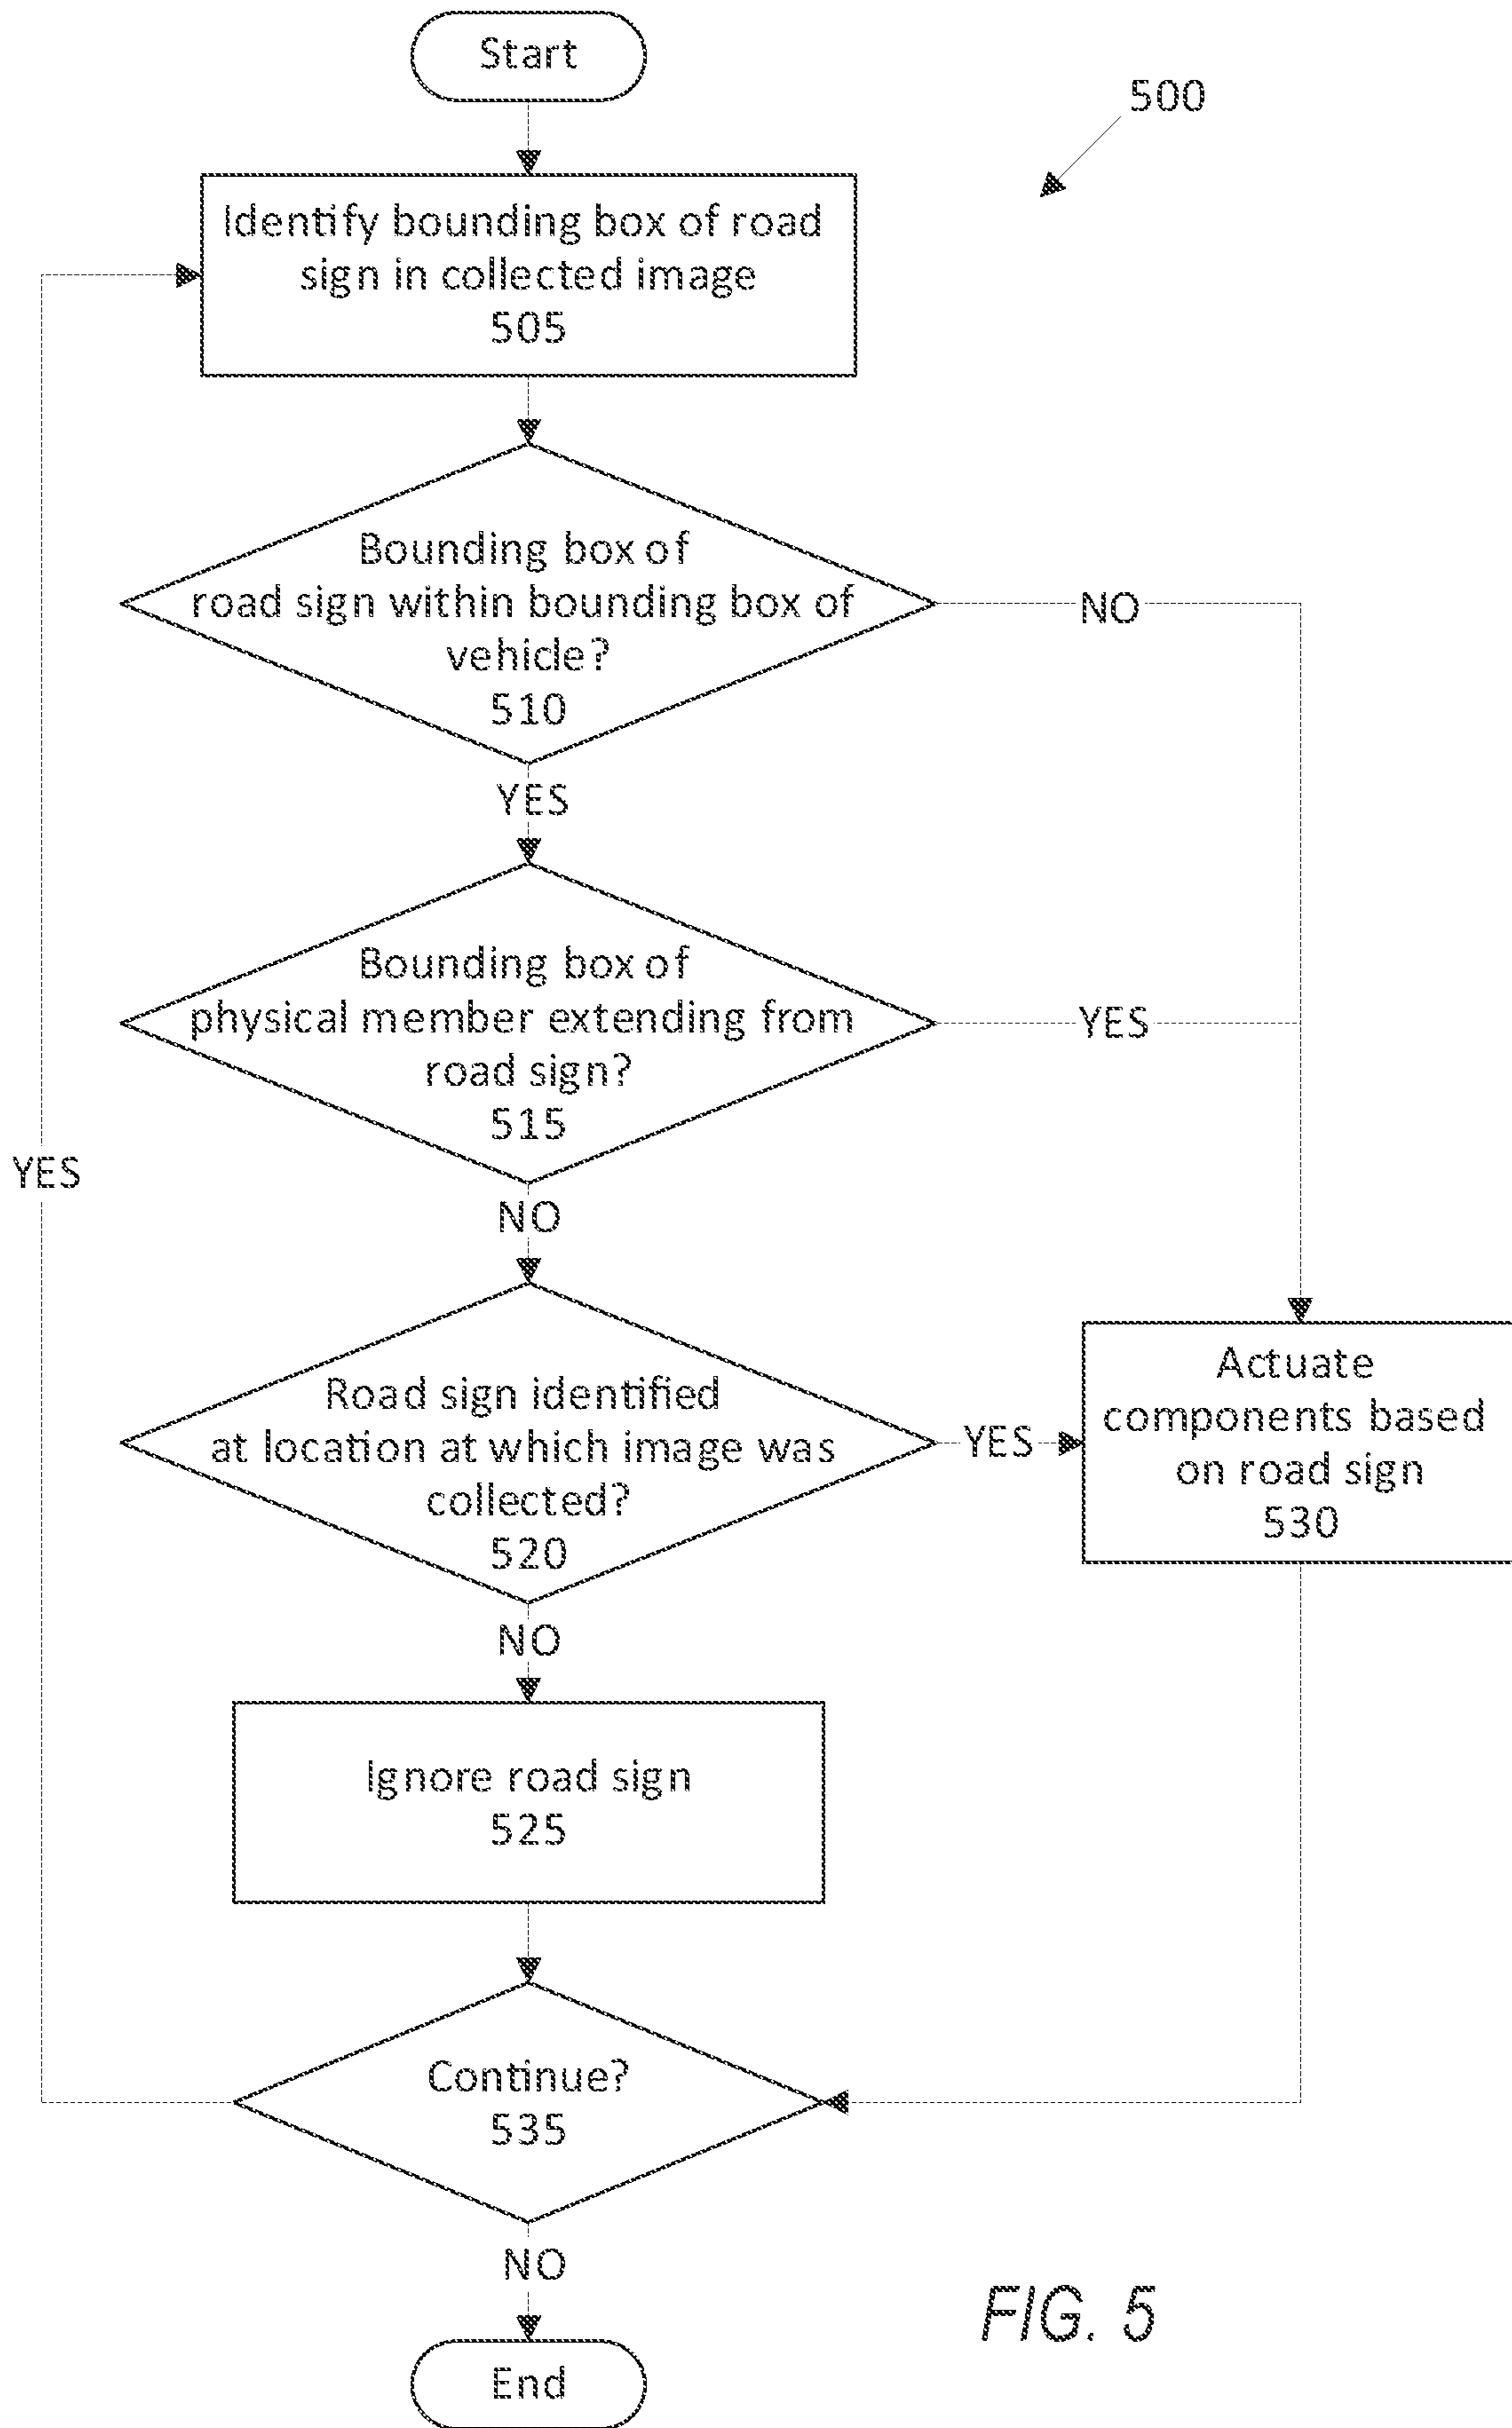 Start
500
Identify bounding box of road
sign in collected image
505
Bounding box of
road sign within bounding box of
vehicle?
510
NO
YES
Bounding box of
physical member extending from
road sign?
515
YES
YES
NO
Road sign identified
at location at which image was
collected?
520
YES
Actuate
components based
on road sign
530
NO
Ignore road sign
525
Continue?
535
NO
FIG. 5
End